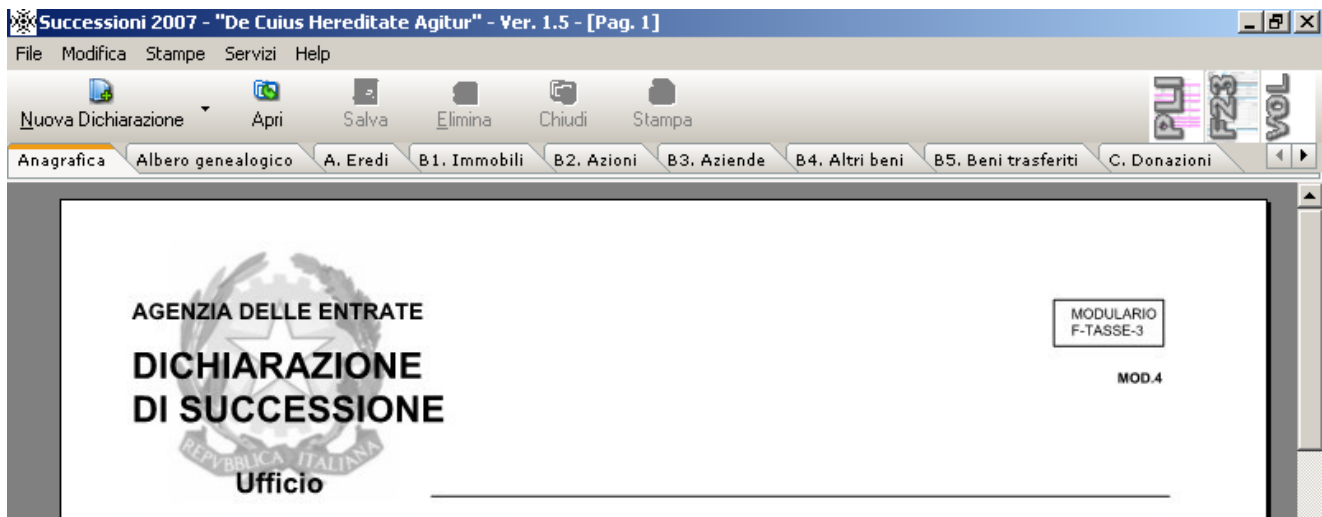 Successioni 2007 - "De Cuius Hereditate Agitur" - Ver. 1.5 - [Pag. 1]
File Modifica Stampe Servizi Help
Nuova Dichiarazione Apri Salva Elimina Chiudi Stampa PLI F23 VOL
Anagrafica Albero genealogico A. Eredi B1. Immobili B2. Azioni B3. Aziende B4. Altri beni B5. Beni trasferiti C. Donazioni
AGENZIA DELLE ENTRATE
MODULARIO
F-TASSE-3
DICHIARAZIONE
MOD.4
DI SUCCESSIONE
REPVBBLICA ITALIANA
Ufficio